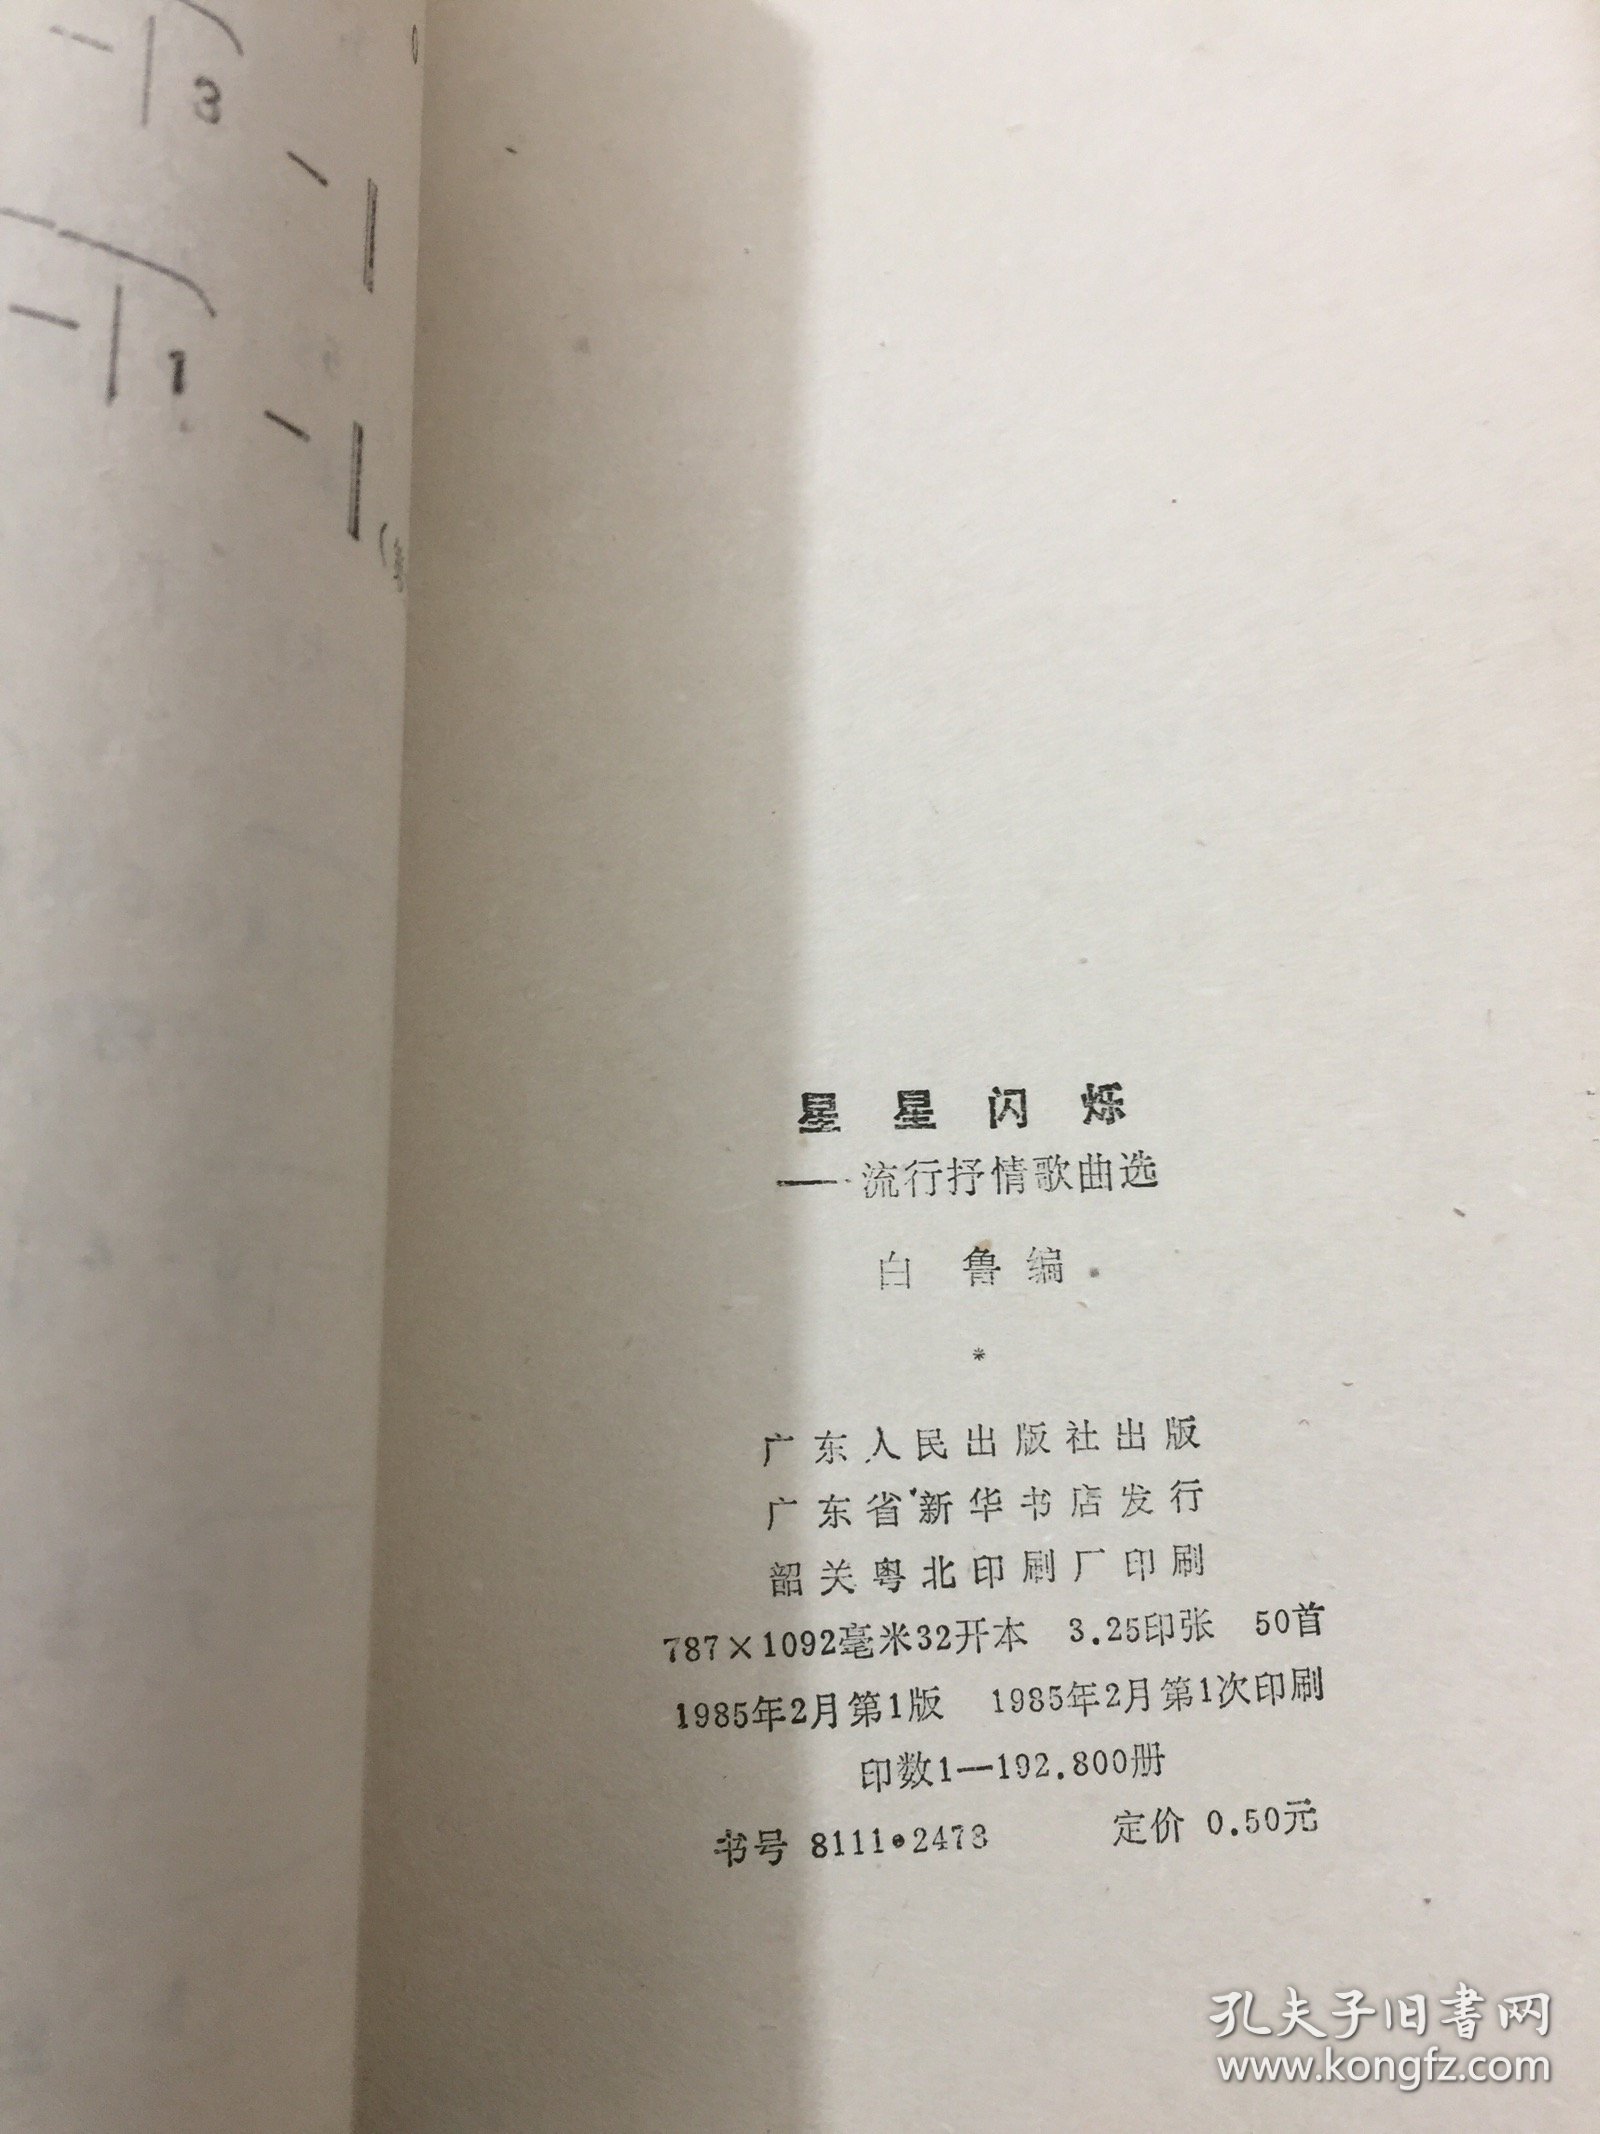 3
1
星星闪烁
——流行抒情歌曲选
白鲁编
*
广东人民出版社出版
广东省新华书店发行
韶关粤北印刷厂印刷
787×1092毫米32开本 3.25印张 50首
1985年2月第1版 1985年2月第1次印刷
印数1—192.800册
书号 8111•2473 定价 0.50元
孔夫子旧书网
www.kongfz.com